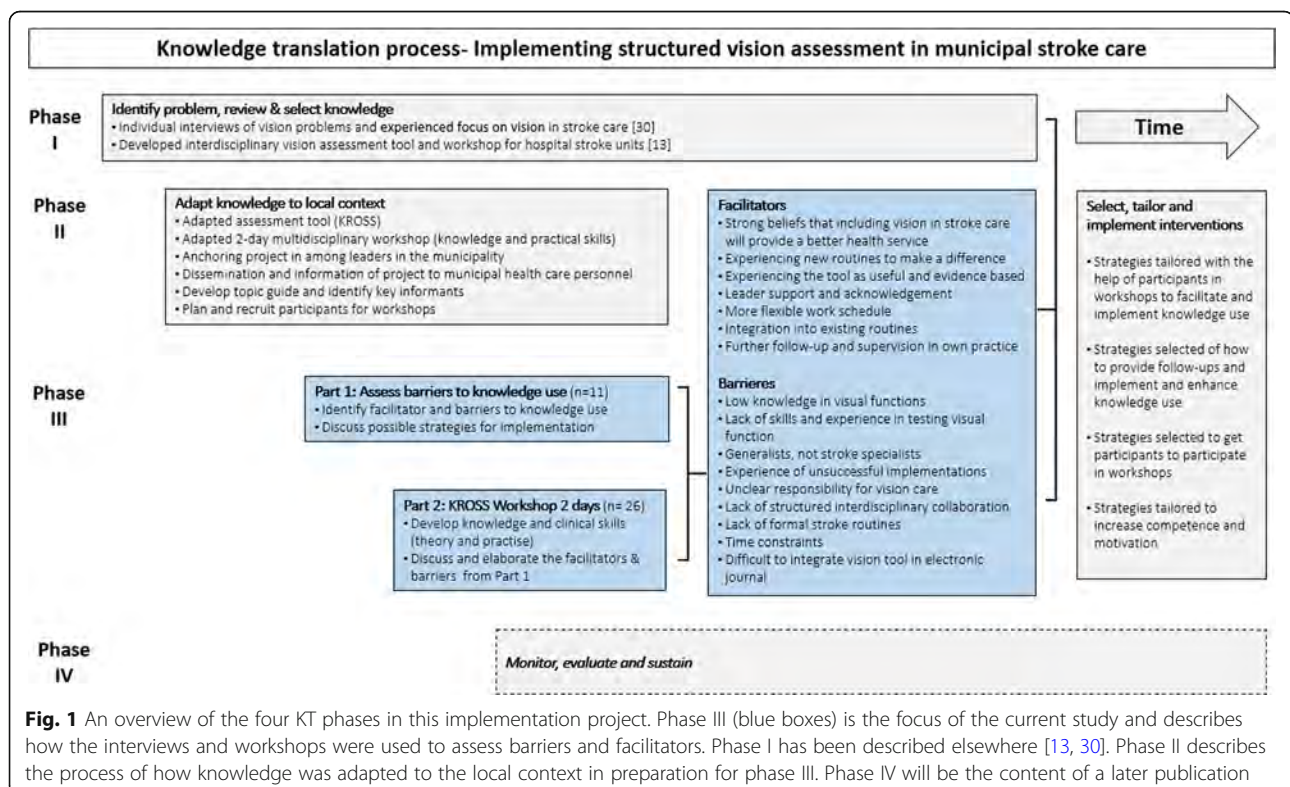 Knowledge translation process- Implementing structured vision assessment in municipal stroke care
Phase
I
Identify problem, review & select knowledge
• Individual interviews of vision problems and experienced focus on vision in stroke care [30]
• Developed interdisciplinary vision assessment tool and workshop for hospital stroke units [13]
Time
Phase
II
Adapt knowledge to local context
• Adapted assessment tool (KROSS)
• Adapted 2-day multidisciplinary workshop (knowledge and practical skills)
• Anchoring project in among leaders in the municipality
• Dissemination and information of project to municipal health care personnel
• Develop topic guide and identify key informants
• Plan and recruit participants for workshops
Phase
III
Part 1: Assess barriers to knowledge use (n=11)
• Identify facilitator and barriers to knowledge use
• Discuss possible strategies for implementation
Part 2: KROSS Workshop 2 days (n= 26)
• Develop knowledge and clinical skills
(theory and practise)
• Discuss and elaborate the facilitators &
barriers from Part 1
Facilitators
• Strong beliefs that including vision in stroke care
will provide a better health service
• Experiencing new routines to make a difference
• Experiencing the tool as useful and evidence based
• Leader support and acknowledgement
• More flexible work schedule
• Integration into existing routines
• Further follow-up and supervision in own practice
Barrieres
• Low knowledge in visual functions
• Lack of skills and experience in testing visual
function
• Generalists, not stroke specialists
• Experience of unsuccessful implementations
• Unclear responsibility for vision care
• Lack of structured interdisciplinary collaboration
• Lack of formal stroke routines
• Time constraints
• Difficult to integrate vision tool in electronic
journal
Select, tailor and
implement interventions
• Strategies tailored with the
help of participants in
workshops to facilitate and
implement knowledge use
• Strategies selected of how
to provide follow-ups and
implement and enhance
knowledge use
• Strategies selected to get
participants to participate
in workshops
• Strategies tailored to
increase competence and
motivation
Phase
IV
Monitor, evaluate and sustain
Fig. 1 An overview of the four KT phases in this implementation project. Phase III (blue boxes) is the focus of the current study and describes
how the interviews and workshops were used to assess barriers and facilitators. Phase I has been described elsewhere [13, 30]. Phase II describes
the process of how knowledge was adapted to the local context in preparation for phase III. Phase IV will be the content of a later publication